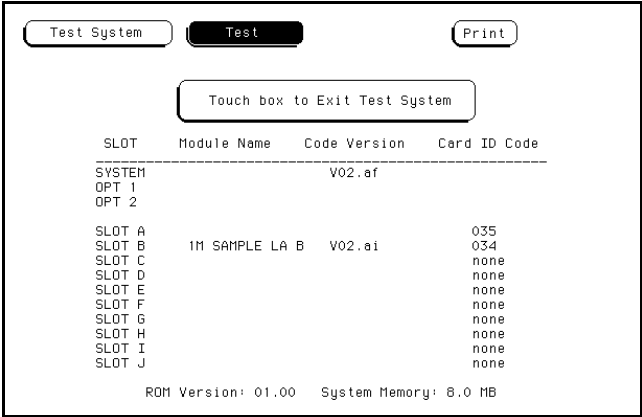 Test System Test Print
Touch box to Exit Test System
SLOT Module Name Code Version Card ID Code
SYSTEM V02.af
OPT 1
OPT 2
SLOT A 035
SLOT B 1M SAMPLE LA B V02.ai 034
SLOT C none
SLOT D none
SLOT E none
SLOT F none
SLOT G none
SLOT H none
SLOT I none
SLOT J none
ROM Version: 01.00 System Memory: 8.0 MB